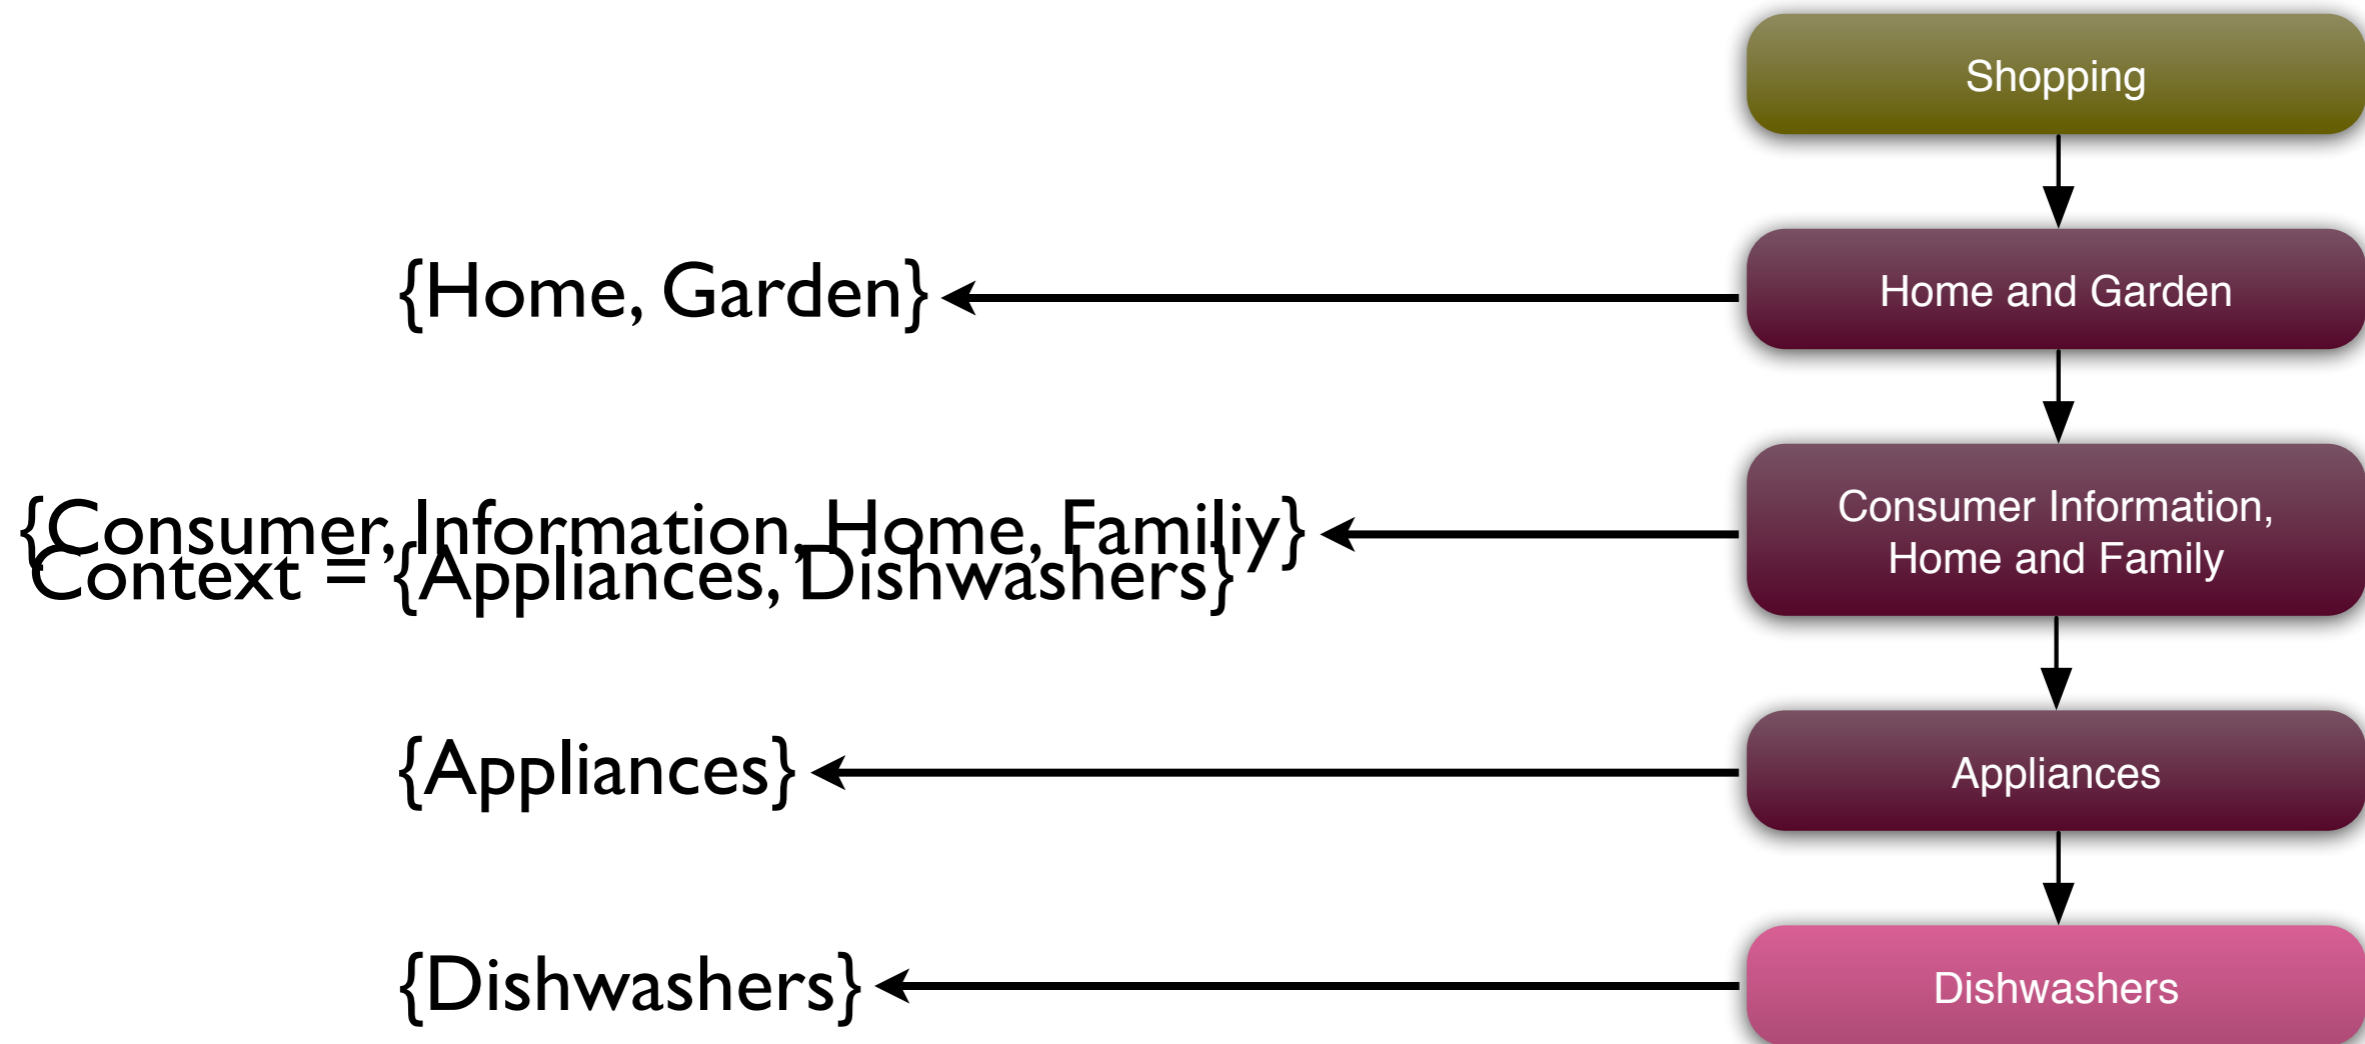 Shopping
{Home, Garden}
Home and Garden
{Consumer, Information, Home, Familiy}
Context = {Appliances, Dishwashers}
Consumer Information,
Home and Family
{Appliances}
Appliances
{Dishwashers}
Dishwashers